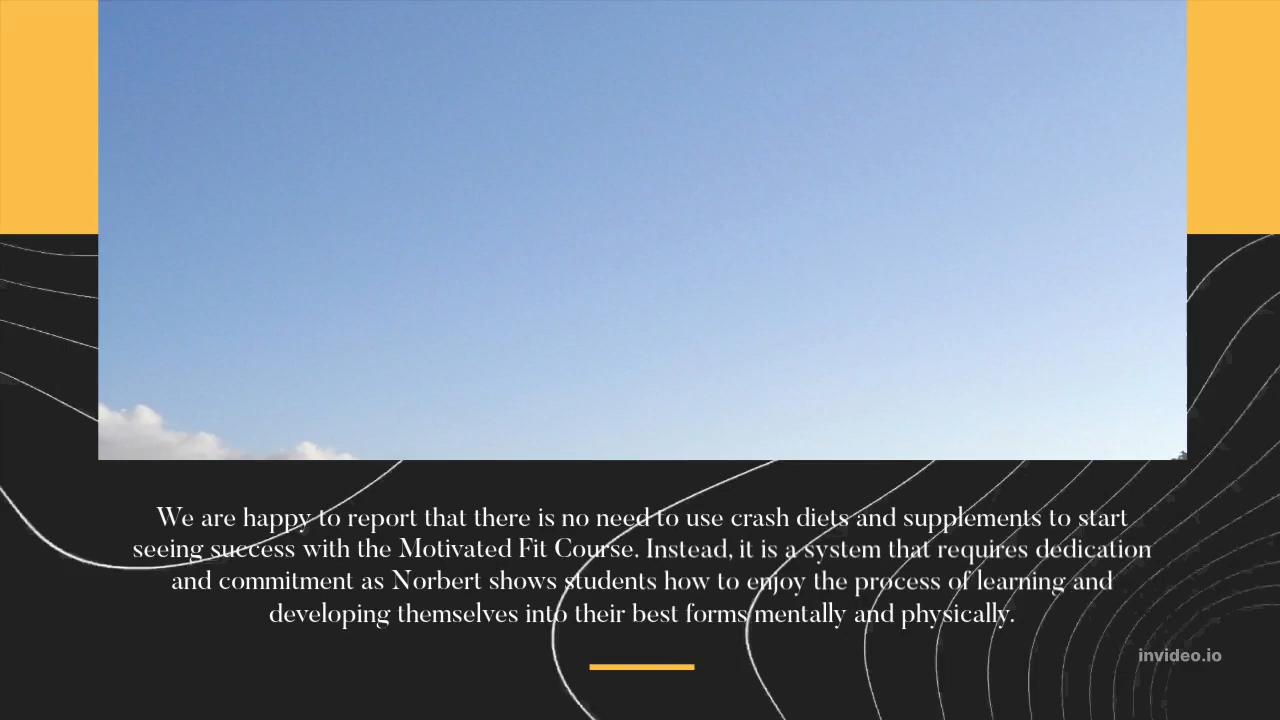 We are happy to report that there is no need to use crash diets and supplements to start
seeing success with the Motivated Fit Course. Instead, it is a system that requires dedication
and commitment as Norbert shows students how to enjoy the process of learning and
developing themselves into their best forms mentally and physically.
invideo.io